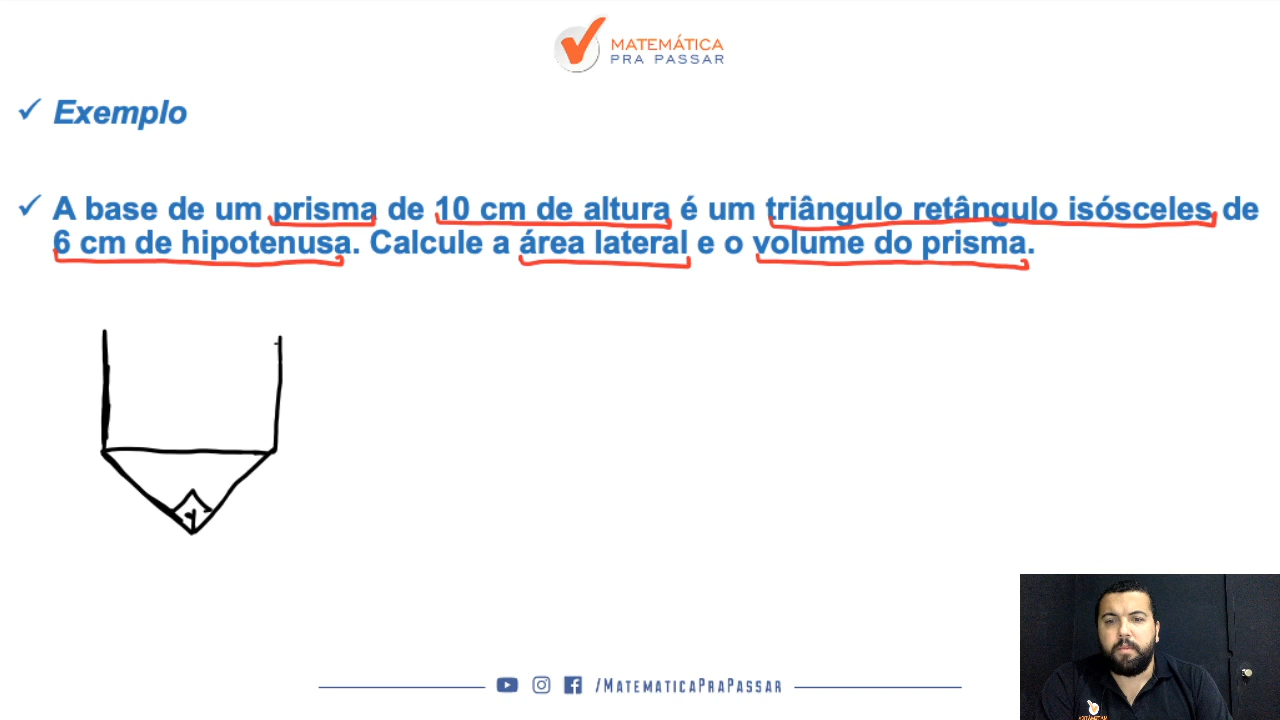 MATEMÁTICA
PRA PASSAR
Exemplo
A base de um prisma de 10 cm de altura é um triângulo retângulo isósceles de
6 cm de hipotenusa. Calcule a área lateral e o volume do prisma.
/MATEMATICAPRAPASSAR